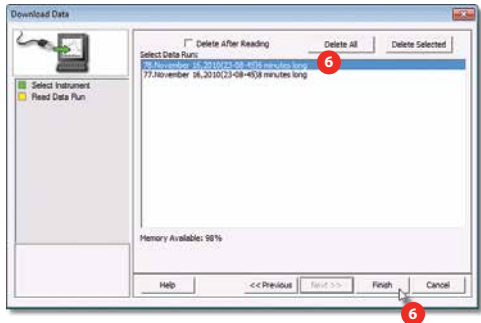 Download Data
Delete After Reading
Delete All
Delete Selected
Select Data Run:
78.November 16,2010(23-08-45)6 minutes long
77.November 16,2010(23-08-45)8 minutes long
6
Select Instrument
Read Data Run
Memory Available: 98%
Help
<< Previous
Next >>
Finish
Cancel
6